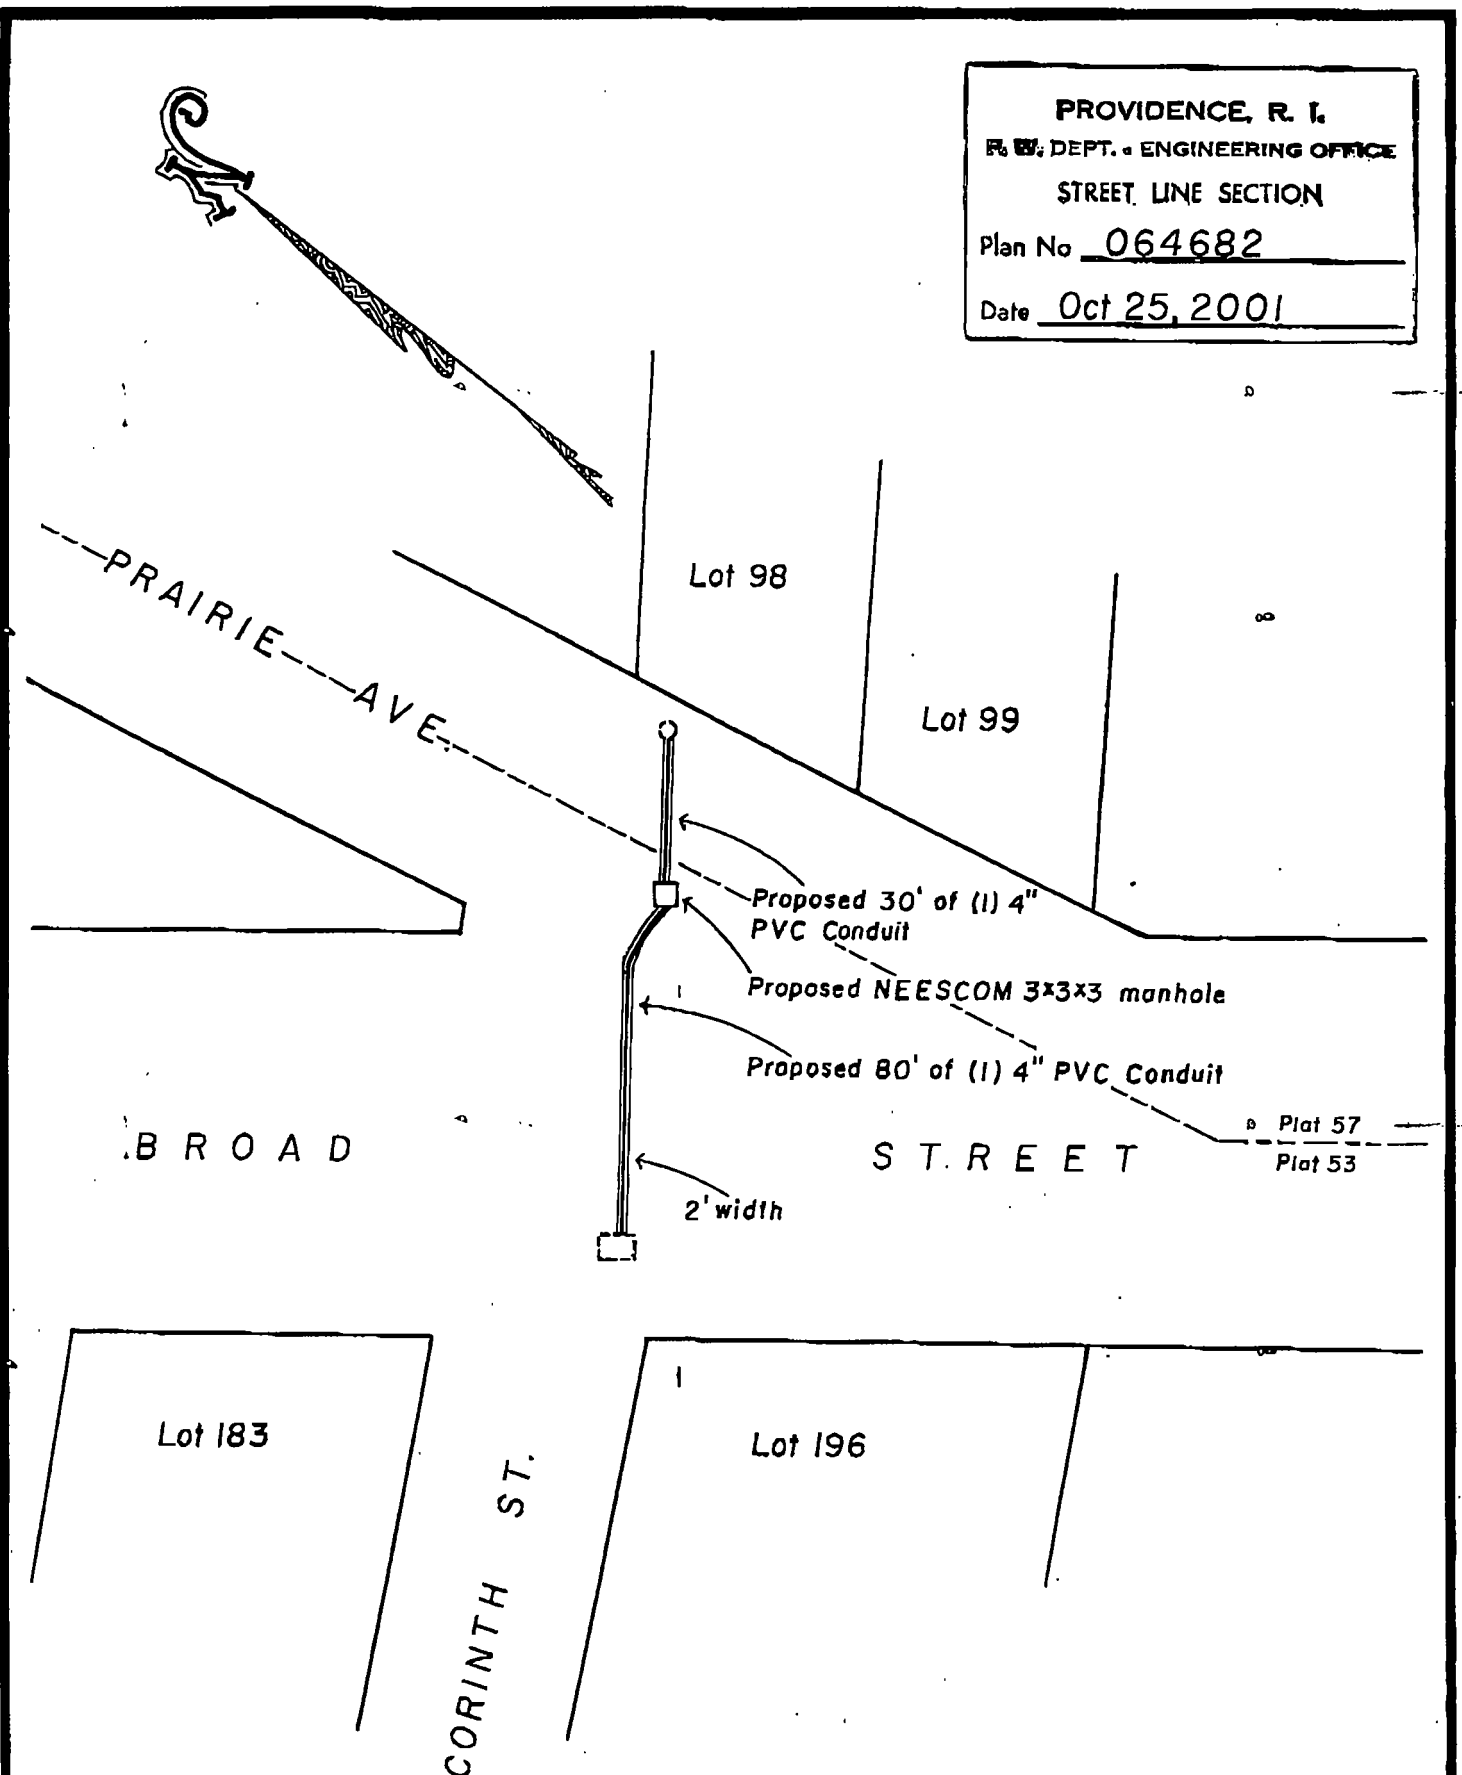 PROVIDENCE, R. I.
P. W. DEPT. - ENGINEERING OFFICE
STREET LINE SECTION
Plan No 064682
Date Oct 25, 2001
Lot 98
PRAIRIE AVE.
Lot 99
Proposed 30' of (1) 4"
PVC Conduit
Proposed NEESCOM 3x3x3 manhole
Proposed 80' of (1) 4" PVC Conduit
BROAD STREET
Plat 57
Plat 53
2' width
Lot 183
Lot 196
CORINTH ST.